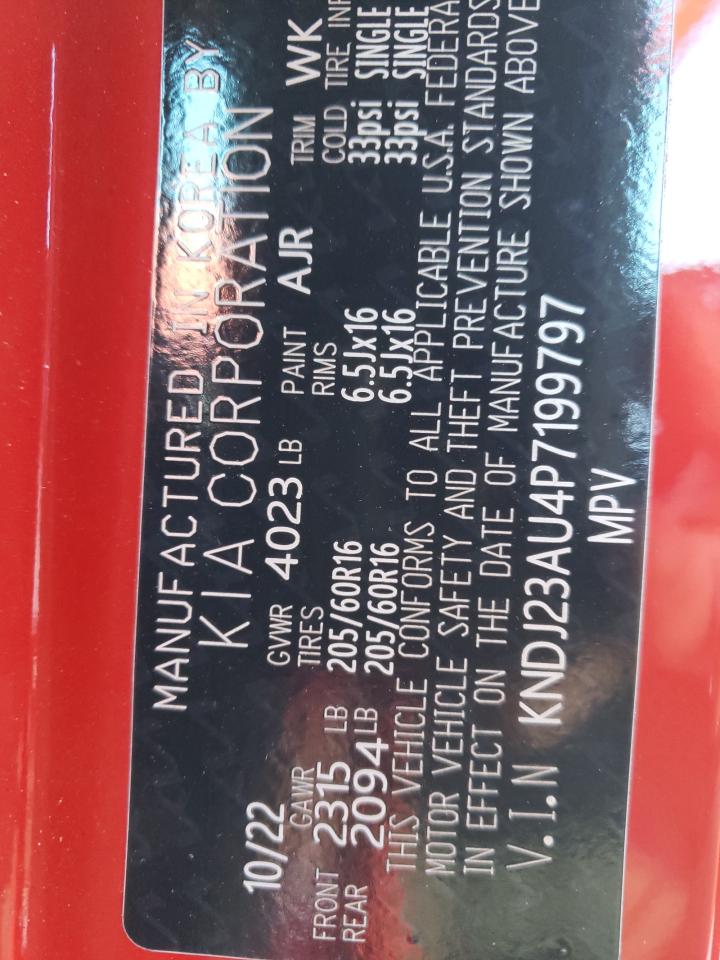 MANUFACTURED IN KOREA BY
KIA CORPORATION
10/22 GVWR 4023 LB PAINT AJR TRIM WK
GAWR TIRES RIMS COLD TIRE INF
FRONT 2315 LB 205/60R16 6.5Jx16 33psi SINGLE
REAR 2094 LB 205/60R16 6.5Jx16 33psi SINGLE
THIS VEHICLE CONFORMS TO ALL APPLICABLE U.S.A. FEDERA
MOTOR VEHICLE SAFETY AND THEFT PREVENTION STANDARDS
IN EFFECT ON THE DATE OF MANUFACTURE SHOWN ABOVE
V.I.N KNDJ23AU4P7199797
MPV